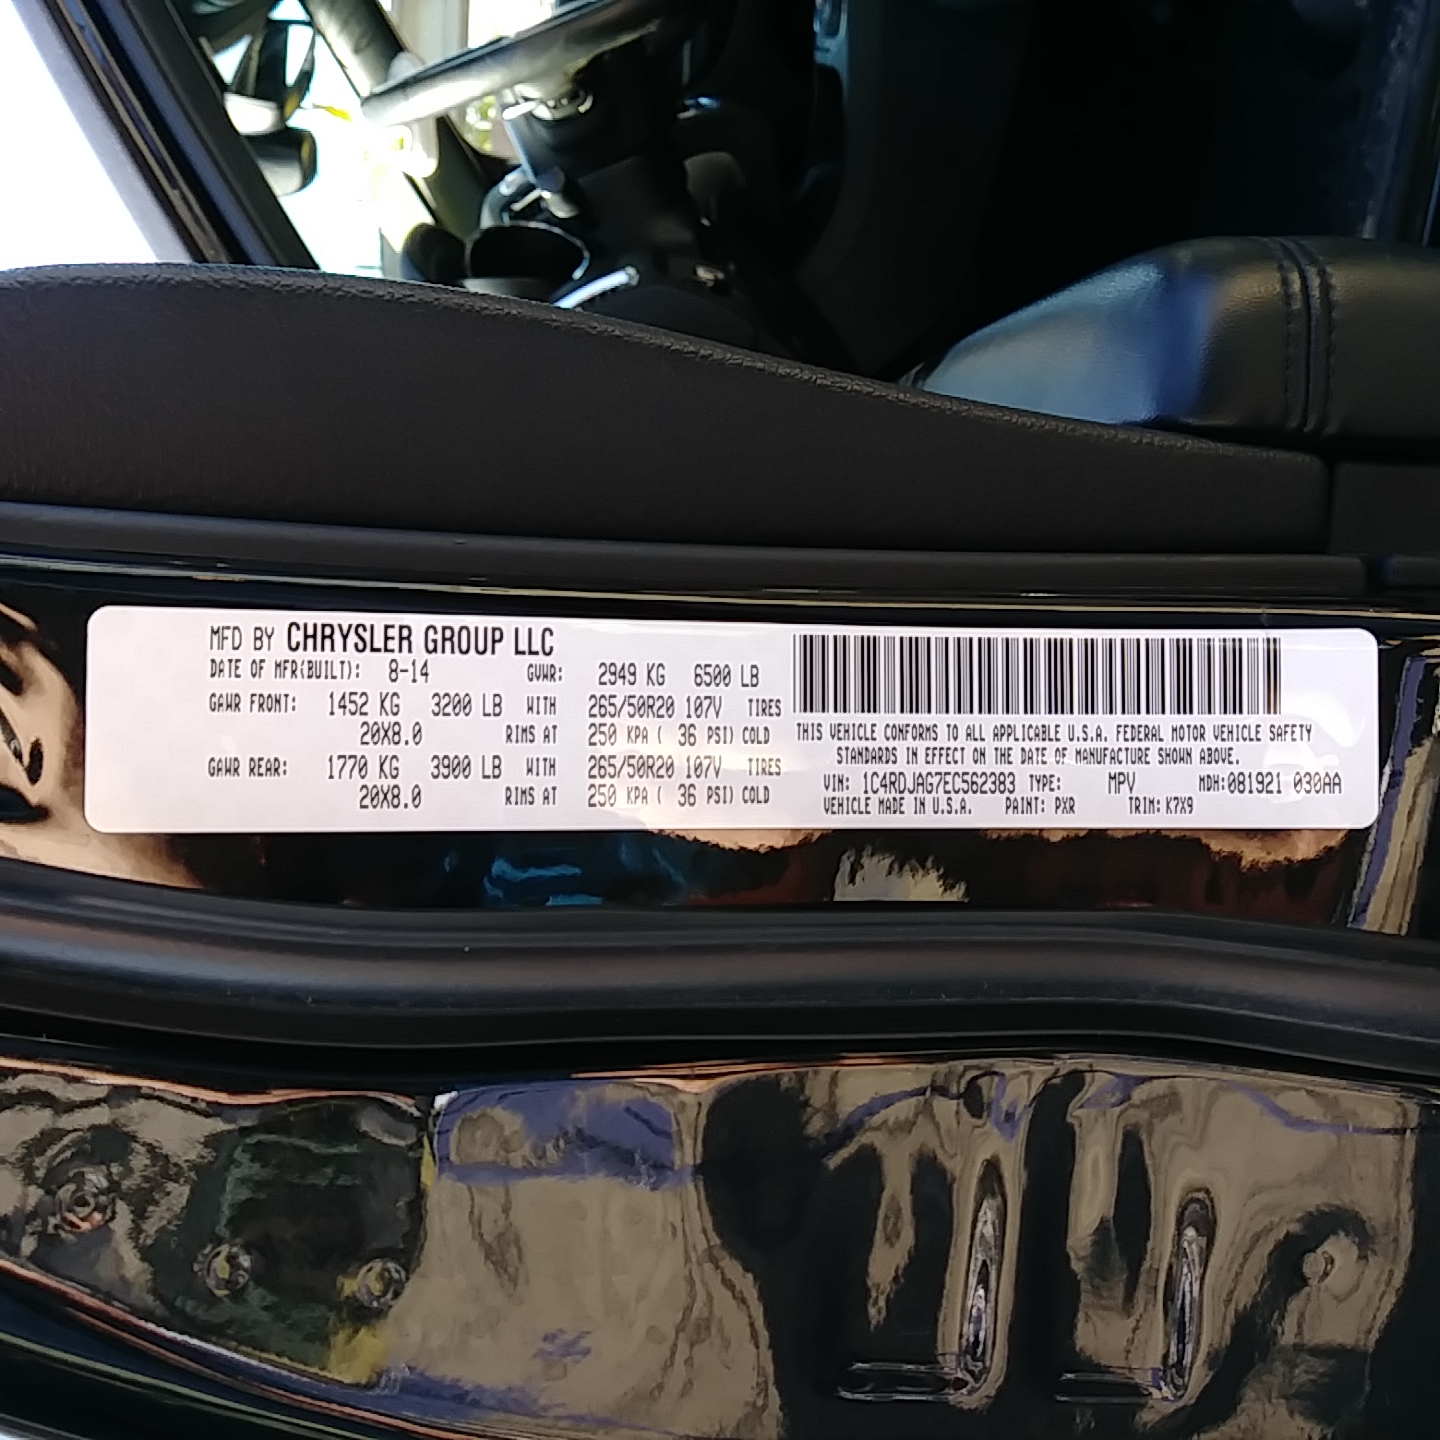 MFD BY CHRYSLER GROUP LLC
DATE OF MFR(BUILT): 8-14 GVWR: 2949 KG 6500 LB
GAWR FRONT: 1452 KG 3200 LB WITH 265/50R20 107V TIRES
20X8.0 RIMS AT 250 KPA ( 36 PSI) COLD
GAWR REAR: 1770 KG 3900 LB WITH 265/50R20 107V TIRES
20X8.0 RIMS AT 250 KPA ( 36 PSI) COLD
THIS VEHICLE CONFORMS TO ALL APPLICABLE U.S.A. FEDERAL MOTOR VEHICLE SAFETY
STANDARDS IN EFFECT ON THE DATE OF MANUFACTURE SHOWN ABOVE.
VIN: 1C4RDJAG7EC562383 TYPE: MPV MDH:081921 030AA
VEHICLE MADE IN U.S.A. PAINT: PXR TRIM: K7X9